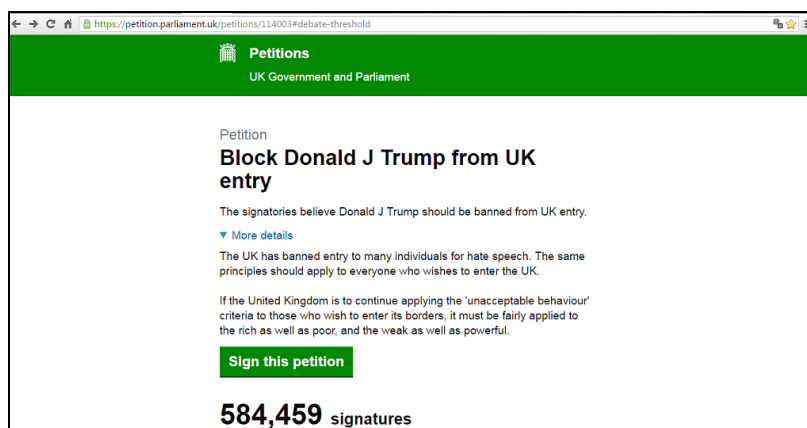 https://petition.parliament.uk/petitions/114003#debate-threshold
Petitions
UK Government and Parliament
Petition
Block Donald J Trump from UK
entry
The signatories believe Donald J Trump should be banned from UK entry.
▼ More details
The UK has banned entry to many individuals for hate speech. The same
principles should apply to everyone who wishes to enter the UK.
If the United Kingdom is to continue applying the 'unacceptable behaviour'
criteria to those who wish to enter its borders, it must be fairly applied to
the rich as well as poor, and the weak as well as powerful.
Sign this petition
584,459 signatures